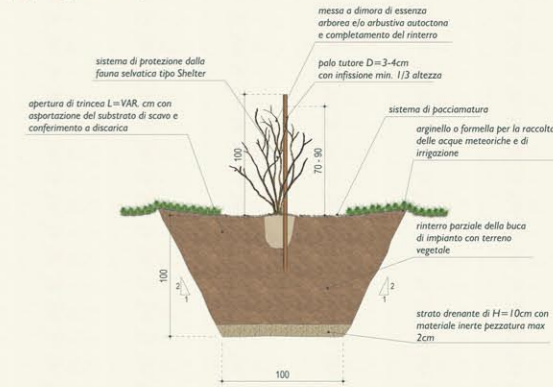 messa a dimora di essenza
arborea e/o arbustiva autoctona
e completamento del rinterro
sistema di protezione dalla
fauna selvatica tipo Shelter
palo tutore D=3-4cm
con infissione min. 1/3 altezza
apertura di trincea L=VAR. cm con
asportazione del substrato di scavo e
conferimento a discarica
sistema di pacciamatura
arginello o formella per la raccolta
delle acque meteoriche e di
irrigazione
100
70 - 90
rinterro parziale della buca
di impianto con terreno
vegetale
100
2
1
2
1
strato drenante di H=10cm con
materiale inerte pezzatura max
2cm
100